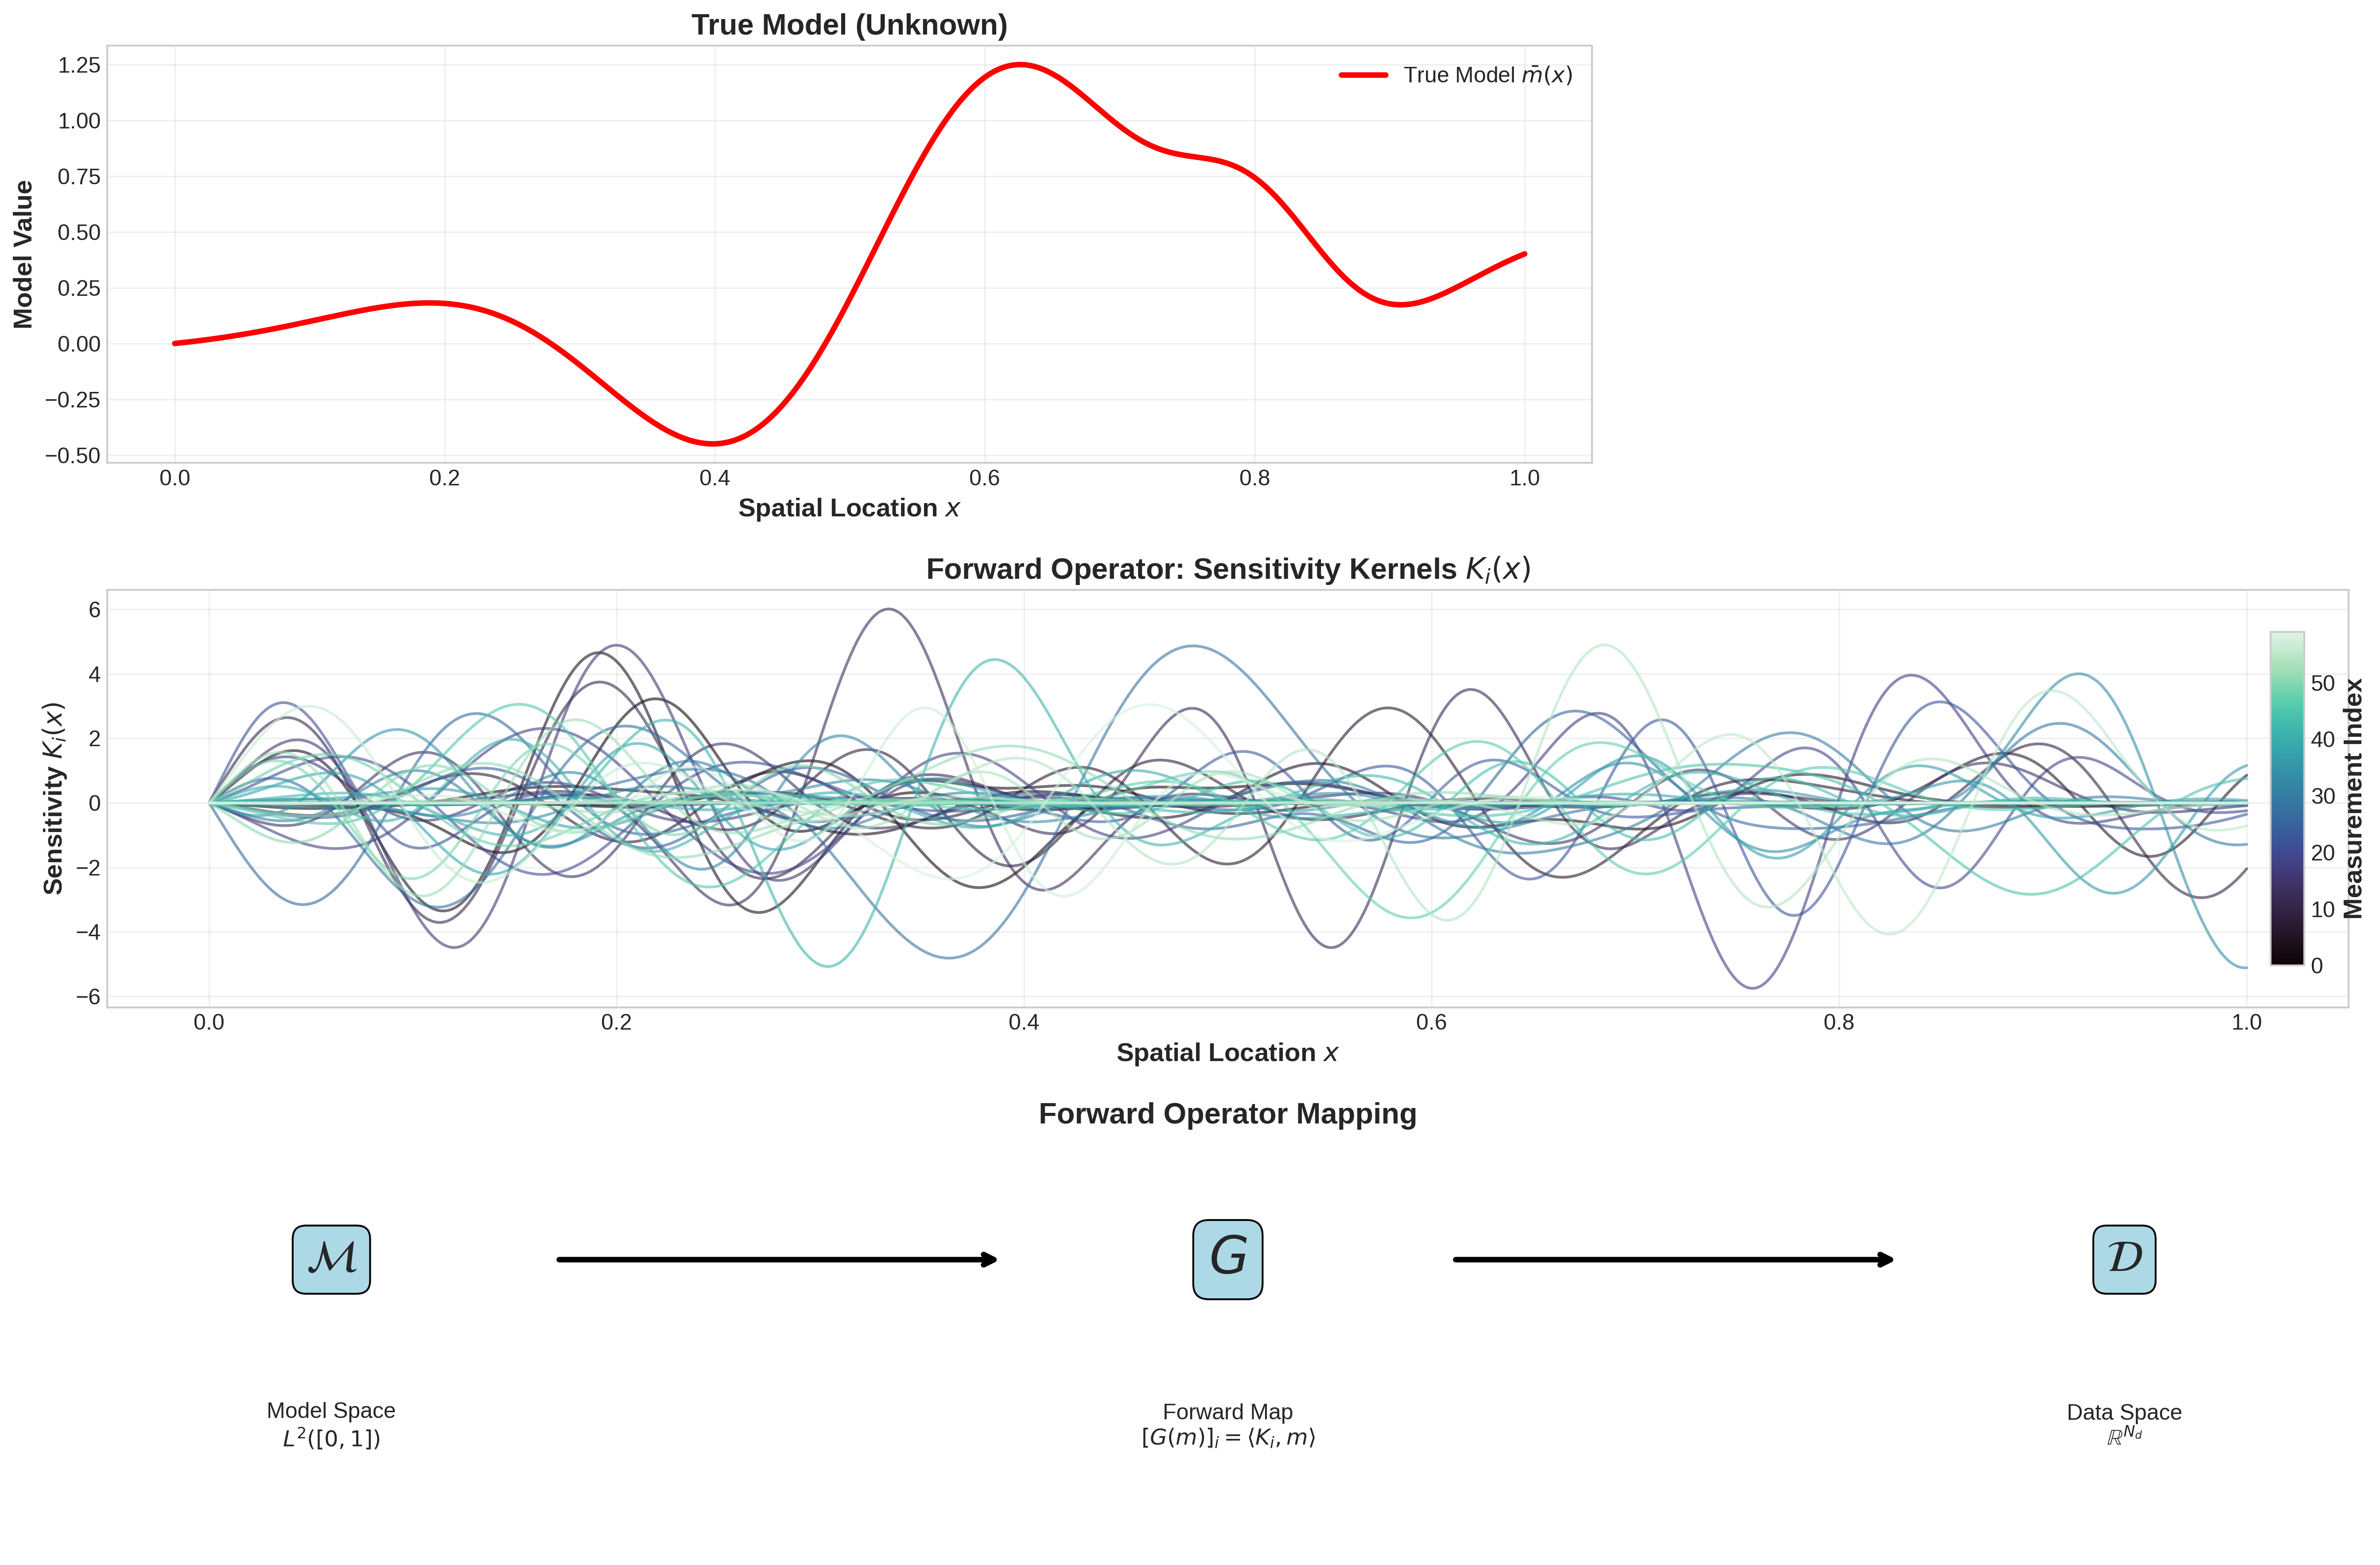 True Model (Unknown)
True Model m̄(x)
1.25
1.00
0.75
0.50
0.25
0.00
−0.25
−0.50
Model Value
0.0 0.2 0.4 0.6 0.8 1.0
Spatial Location x
Forward Operator: Sensitivity Kernels Kᵢ(x)
6
4
2
0
−2
−4
−6
Sensitivity Kᵢ(x)
50
40
30
20
10
0
Measurement Index
0.0 0.2 0.4 0.6 0.8 1.0
Spatial Location x
Forward Operator Mapping
ℳ G 𝒟
Model Space Forward Map Data Space
L²([0, 1]) [G(m)]ᵢ = ⟨Kᵢ, m⟩ ℝ^{N_d}